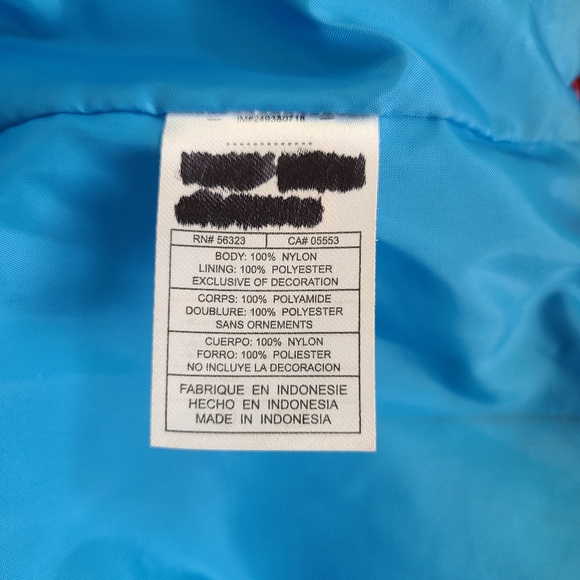 RN# 56323 CA# 05553
BODY: 100% NYLON
LINING: 100% POLYESTER
EXCLUSIVE OF DECORATION
CORPS: 100% POLYAMIDE
DOUBLURE: 100% POLYESTER
SANS ORNEMENTS
CUERPO: 100% NYLON
FORRO: 100% POLIESTER
NO INCLUYE LA DECORACION
FABRIQUE EN INDONESIE
HECHO EN INDONESIA
MADE IN INDONESIA